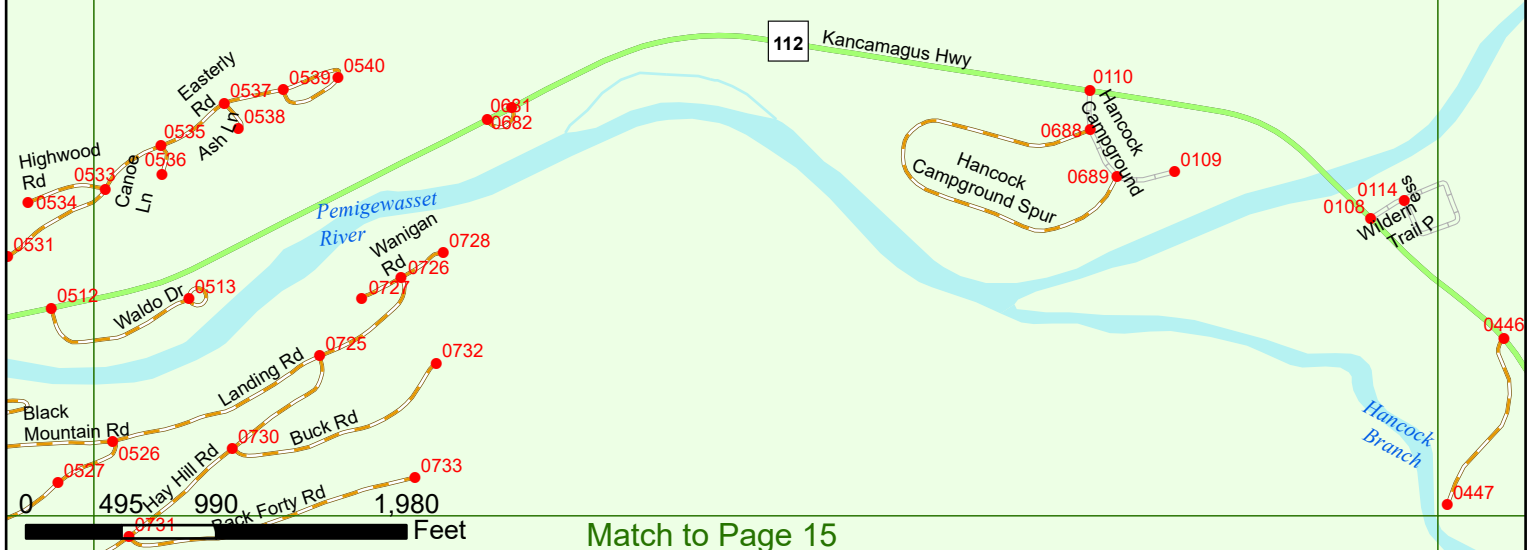 112
Kancamagus Hwy
0110
Easterly
Rd
0537
0539
0540
0538
Ash Ln
0535
0536
Canoe
Ln
Highwood
Rd
0533
0534
0531
0681
0682
Hancock
Campground
0688
0689
0109
Hancock
Campground Spur
0114
0108
Wilderness
Trail P
Pemigewasset
River
Wanigan
Rd
0728
0726
0727
0512
0513
Waldo Dr
0725
Landing Rd
0732
0446
Black
Mountain Rd
0526
0527
0730
Buck Rd
Hay Hill Rd
0733
Back Forty Rd
0731
Hancock
Branch
0447
0 495 990 1,980
Feet
Match to Page 15